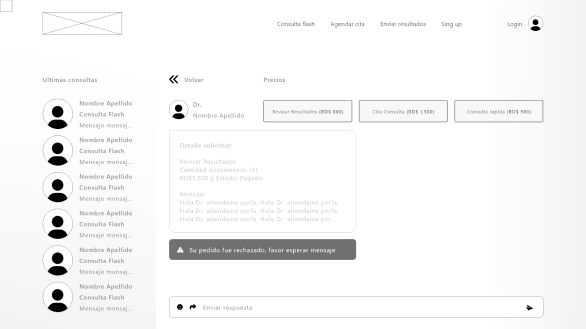 Consulta flash
Agendar cita
Enviar resultados
Sing up
Login
Ultimas consultas
Nombre Apellido
Consulta Flash
Mensaje mensaj...
Nombre Apellido
Consulta Flash
Mensaje mensaj...
Nombre Apellido
Consulta Flash
Mensaje mensaj...
Nombre Apellido
Consulta Flash
Mensaje mensaj...
Nombre Apellido
Consulta Flash
Mensaje mensaj...
Nombre Apellido
Consulta Flash
Mensaje mensaj...
Volver
Precios
Dr.
Nombre Apellido
Revisar Resultados (RD$ 800)
Cita Consulta (RD$ 1,500)
Consulta rapida (RD$ 500)
Detalle solicitud:
Revisar Resultados
Cantidad documentos: (3)
RD$1,500 || Estado: Pagado
Mensaje:
Hola Dr. atiendame porfa, Hola Dr. atiendame porfa,
Hola Dr. atiendame porfa, Hola Dr. atiendame porfa,
Hola Dr. atiendame porfa, Hola Dr. atiendame por...
Su pedido fue rechazado, favor esperar mensaje
Enviar respuesta